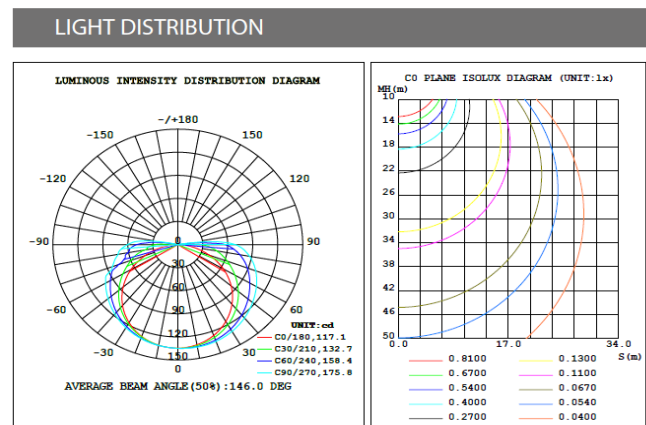 LIGHT DISTRIBUTION
LUMINOUS INTENSITY DISTRIBUTION DIAGRAM
-/+180
-150 150
-120 120
-90 90
-60 60
-30 30
0
0
30
60
90
120
150
UNIT:cd
C0/180,117.1
C30/210,132.7
C60/240,158.4
C90/270,175.8
AVERAGE BEAM ANGLE(50%):146.0 DEG
C0 PLANE ISOLUX DIAGRAM (UNIT:lx)
MH(m)
10
14
18
22
26
30
34
38
42
46
50
0.0 17.0 34.0
S(m)
0.8100 0.1300
0.6700 0.1100
0.5400 0.0670
0.4000 0.0540
0.2700 0.0400